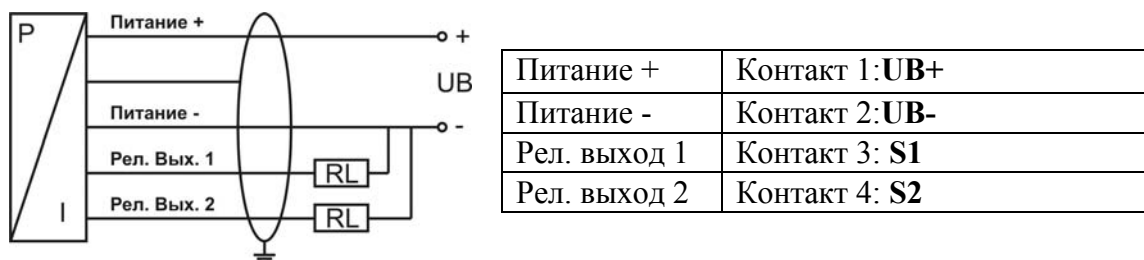 P
Питание +
+
UB
Питание -
-
Рел. Вых. 1
RL
Рел. Вых. 2
RL
I
Питание + Контакт 1:UB+
Питание - Контакт 2:UB-
Рел. выход 1 Контакт 3: S1
Рел. выход 2 Контакт 4: S2